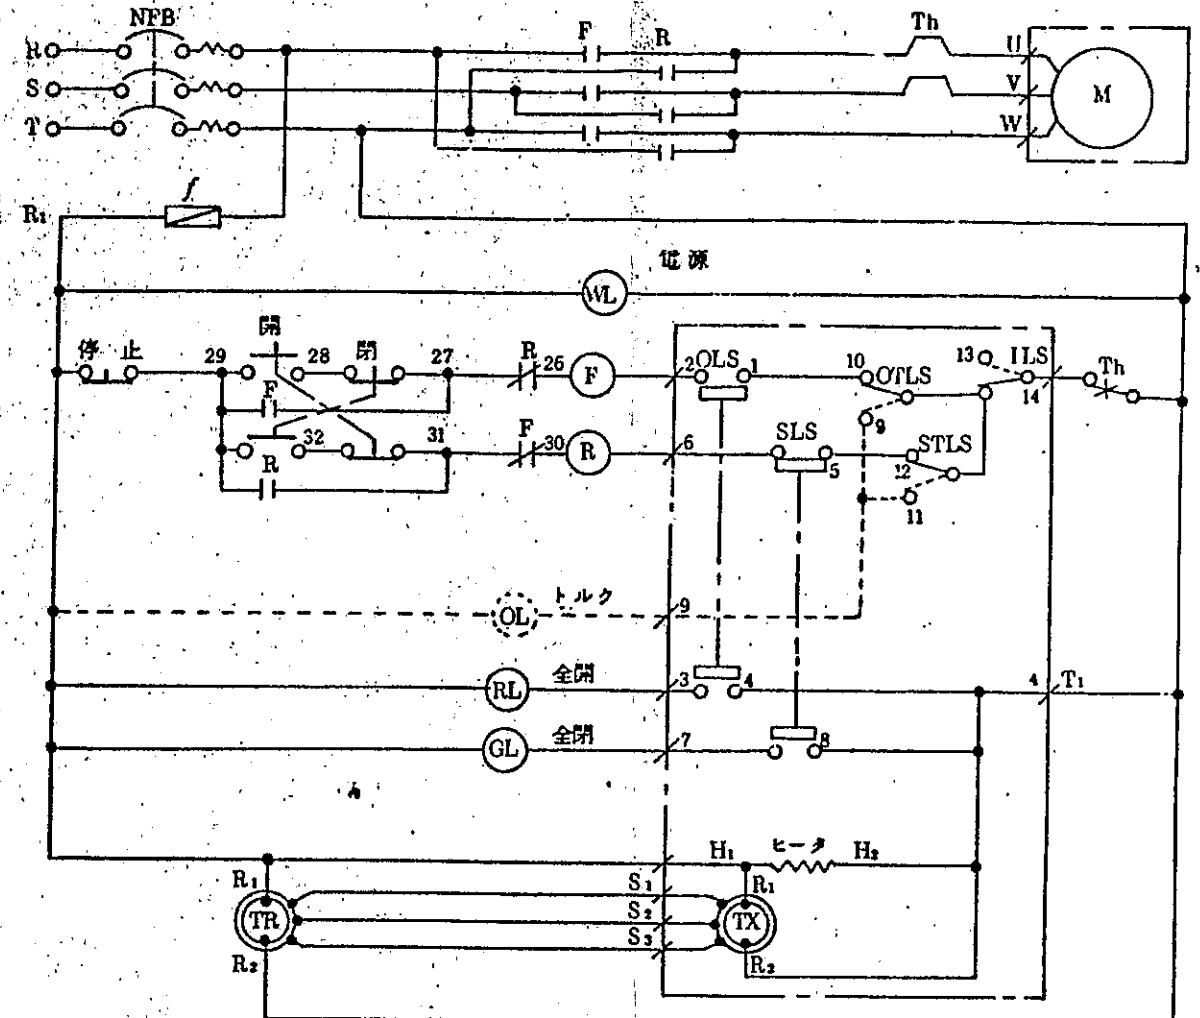 NFB
F
R
Th
R
U
S
V
M
T
W
f
R₁
電源
WL
開
停止
29
28
閉
27
R
26
F
2
OLS
1
10
OTLS
13
ILS
14
Th
F
9
32
31
F
30
R
6
SLS
5
12
STLS
R
11
トルク
OL
9
全開
RL
3
4
4
T₁
全閉
GL
7
8
H₁
ヒータ
H₂
R₁
S₁
R₁
TR
S₂
TX
S₃
R₂
R₂